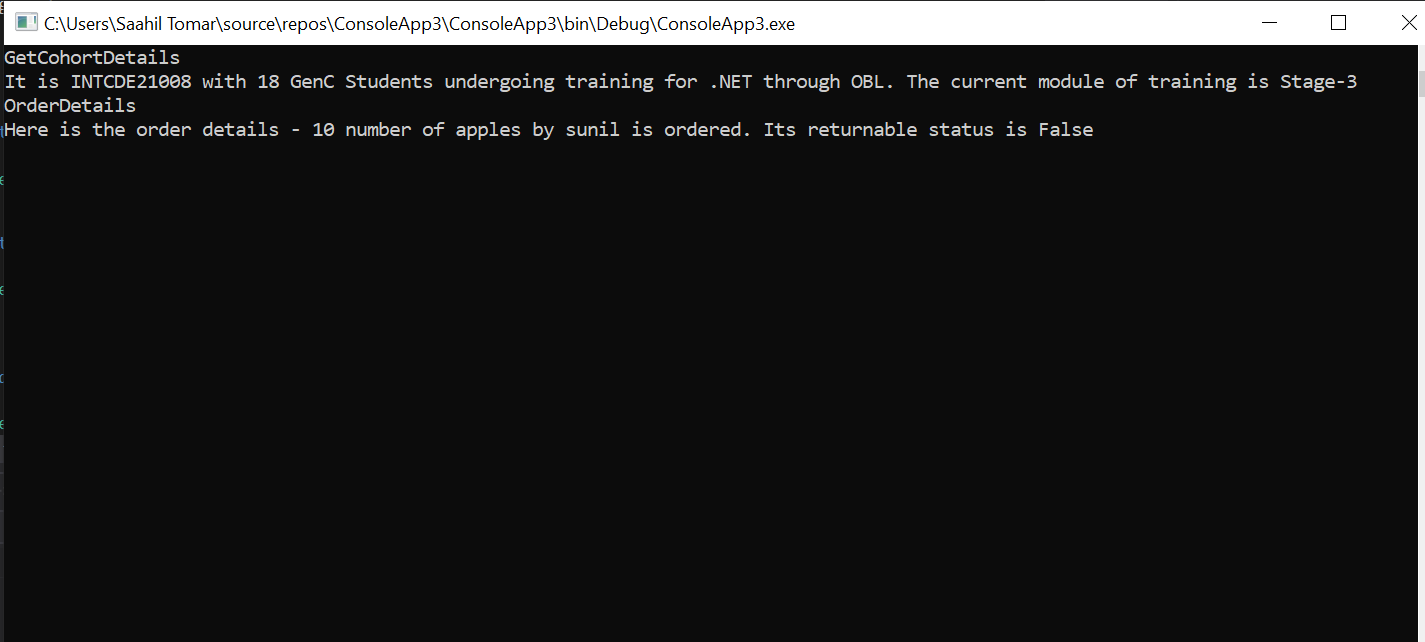 C:\Users\Saahil Tomar\source\repos\ConsoleApp3\ConsoleApp3\bin\Debug\ConsoleApp3.exe
GetCohortDetails
It is INTCDE21008 with 18 GenC Students undergoing training for .NET through OBL. The current module of training is Stage-3
OrderDetails
Here is the order details - 10 number of apples by sunil is ordered. Its returnable status is False